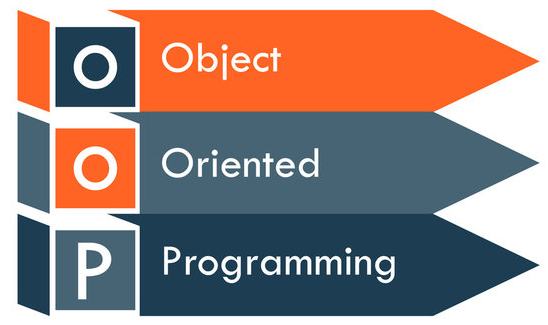 O Object
O Oriented
P Programming